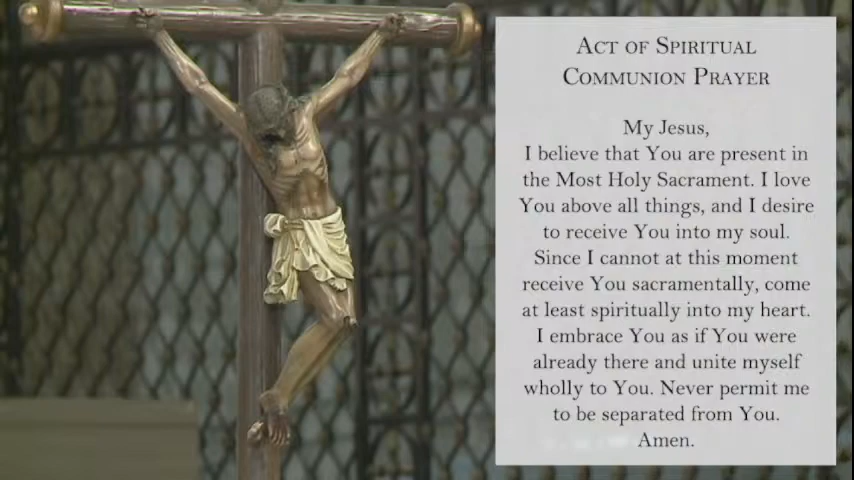 Act of Spiritual
Communion Prayer
My Jesus,
I believe that You are present in
the Most Holy Sacrament. I love
You above all things, and I desire
to receive You into my soul.
Since I cannot at this moment
receive You sacramentally, come
at least spiritually into my heart.
I embrace You as if You were
already there and unite myself
wholly to You. Never permit me
to be separated from You.
Amen.